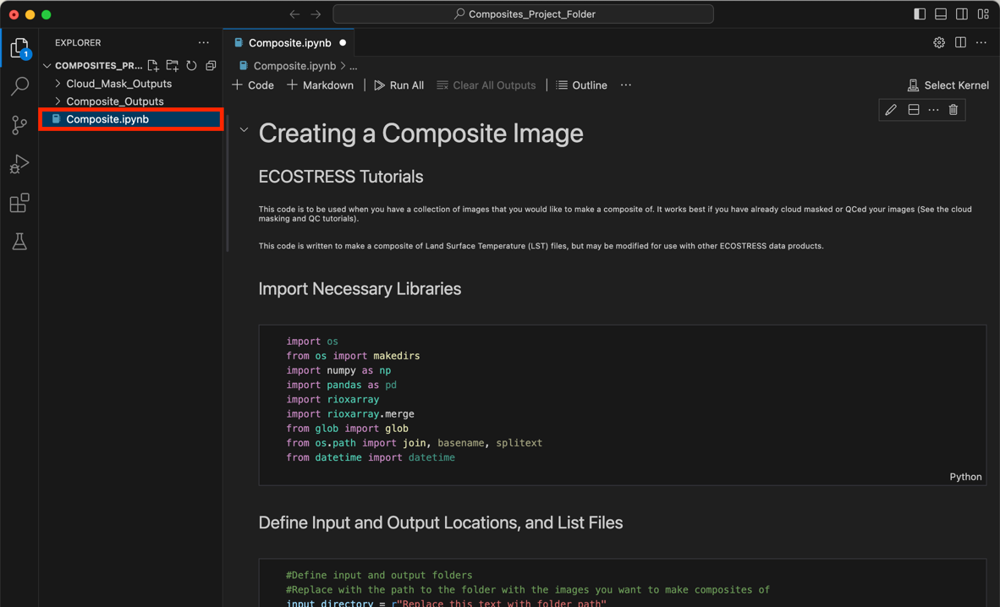 Composites_Project_Folder
EXPLORER
Composite.ipynb
1
COMPOSITES_PR...
Composite.ipynb > ...
Cloud_Mask_Outputs
Code
Markdown
Run All
Clear All Outputs
Outline
...
Select Kernel
Composite_Outputs
Composite.ipynb
Creating a Composite Image
ECOSTRESS Tutorials
This code is to be used when you have a collection of images that you would like to make a composite of. It works best if you have already cloud masked or QCed your images (See the cloud
masking and QC tutorials).
This code is written to make a composite of Land Surface Temperature (LST) files, but may be modified for use with other ECOSTRESS data products.
Import Necessary Libraries
import os
from os import makedirs
import numpy as np
import pandas as pd
import rioxarray
import rioxarray.merge
from glob import glob
from os.path import join, basename, splitext
from datetime import datetime
Python
Define Input and Output Locations, and List Files
#Define input and output folders
#Replace with the path to the folder with the images you want to make composites of
input_directory = r"Replace this text with folder path"